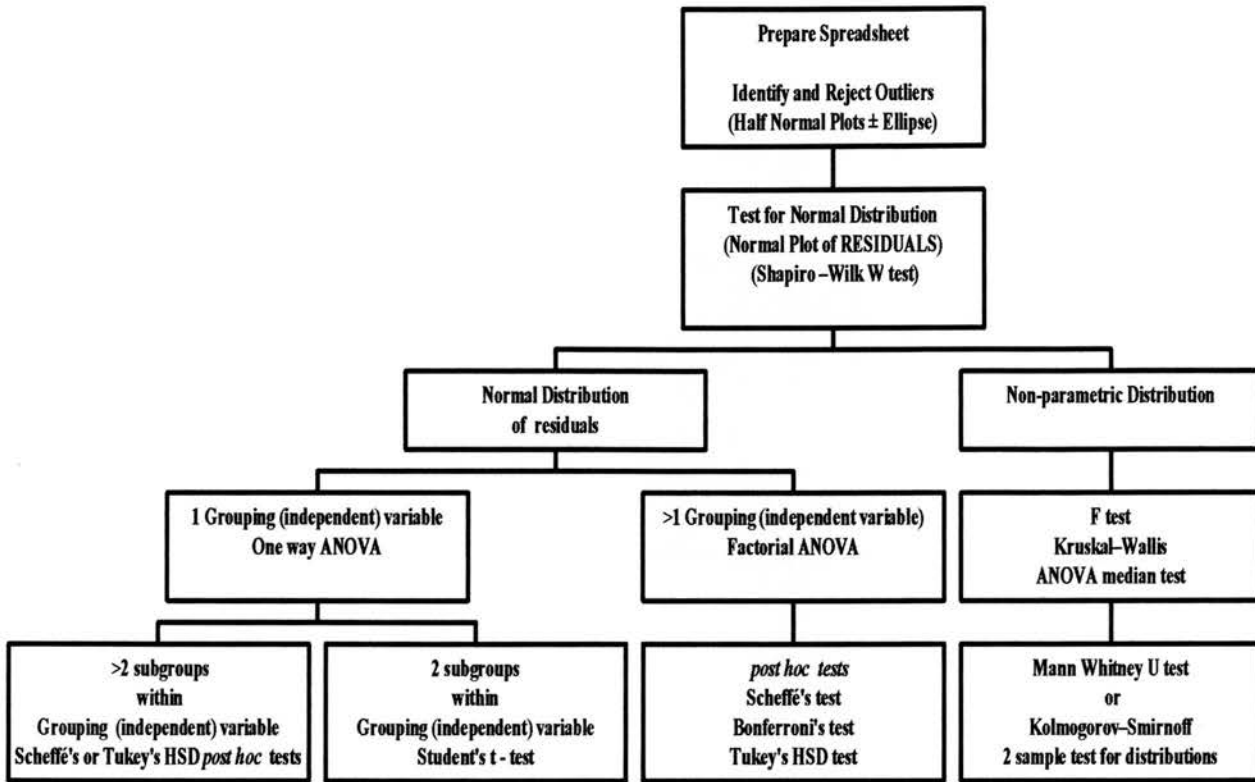 Prepare Spreadsheet
Identify and Reject Outliers
(Half Normal Plots ± Ellipse)
Test for Normal Distribution
(Normal Plot of RESIDUALS)
(Shapiro –Wilk W test)
Normal Distribution
of residuals
Non-parametric Distribution
1 Grouping (independent) variable
One way ANOVA
>1 Grouping (independent variable)
Factorial ANOVA
F test
Kruskal–Wallis
ANOVA median test
>2 subgroups
within
Grouping (independent) variable
Scheffé's or Tukey's HSD post hoc tests
2 subgroups
within
Grouping (independent) variable
Student's t - test
post hoc tests
Scheffé's test
Bonferroni's test
Tukey's HSD test
Mann Whitney U test
or
Kolmogorov–Smirnoff
2 sample test for distributions